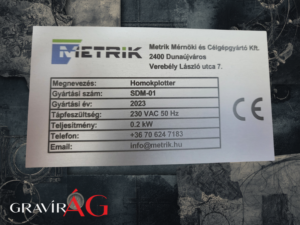 METRIK
Metrik Mérnöki és Célgépgyártó Kft.
2400 Dunaújváros
Verebély László utca 7.
Megnevezés: Homokplotter
Gyártási szám: SDM-01
Gyártási év: 2023
Tápfeszültség: 230 VAC 50 Hz
Teljesítmény: 0.2 kW
Telefon: +36 70 624 7183
Email: info@metrik.hu
CE
GRAVÍR AG